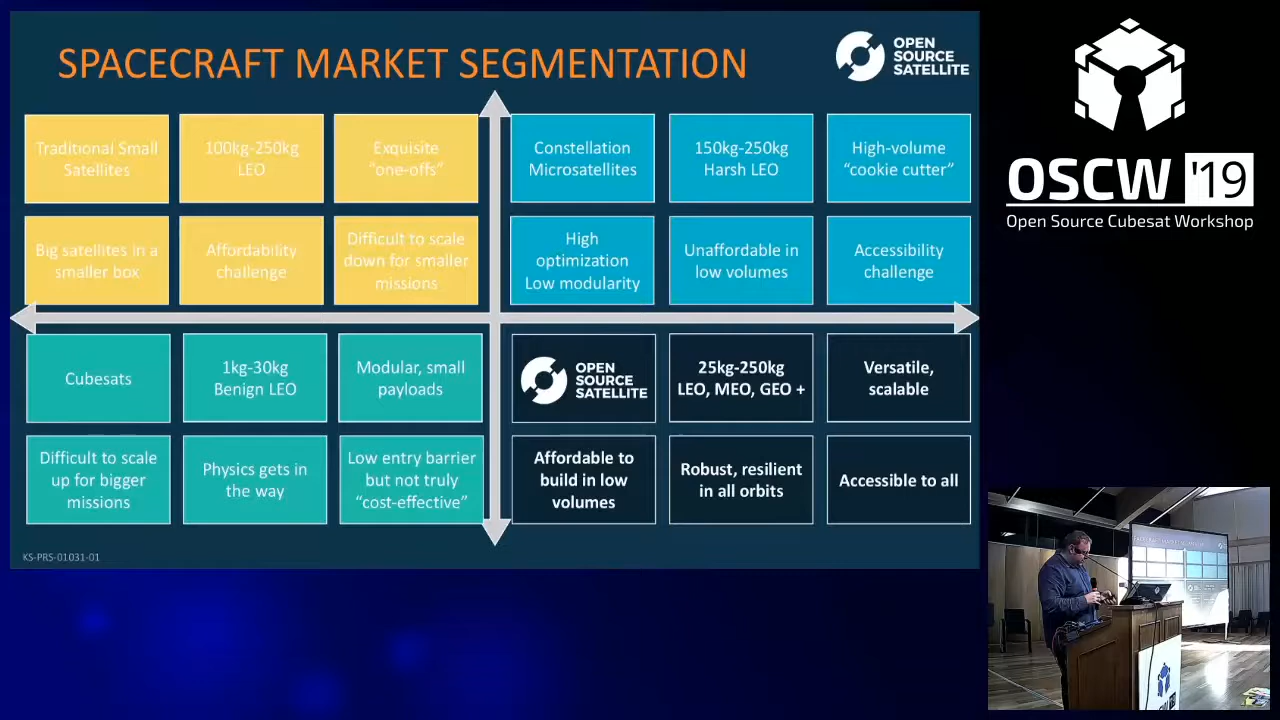 SPACECRAFT MARKET SEGMENTATION
OPEN
SOURCE
SATELLITE
Traditional Small
Satellites
100kg-250kg
LEO
Exquisite
“one-offs”
Constellation
Microsatellites
150kg-250kg
Harsh LEO
High-volume
“cookie cutter”
Big satellites in a
smaller box
Affordability
challenge
Difficult to scale
down for smaller
missions
High
optimization
Low modularity
Unaffordable in
low volumes
Accessibility
challenge
Cubesats
1kg-30kg
Benign LEO
Modular, small
payloads
OPEN
SOURCE
SATELLITE
25kg-250kg
LEO, MEO, GEO +
Versatile,
scalable
Difficult to scale
up for bigger
missions
Physics gets in
the way
Low entry barrier
but not truly
“cost-effective”
Affordable to
build in low
volumes
Robust, resilient
in all orbits
Accessible to all
KS-PRS-01031-01
OSCW '19
Open Source Cubesat Workshop